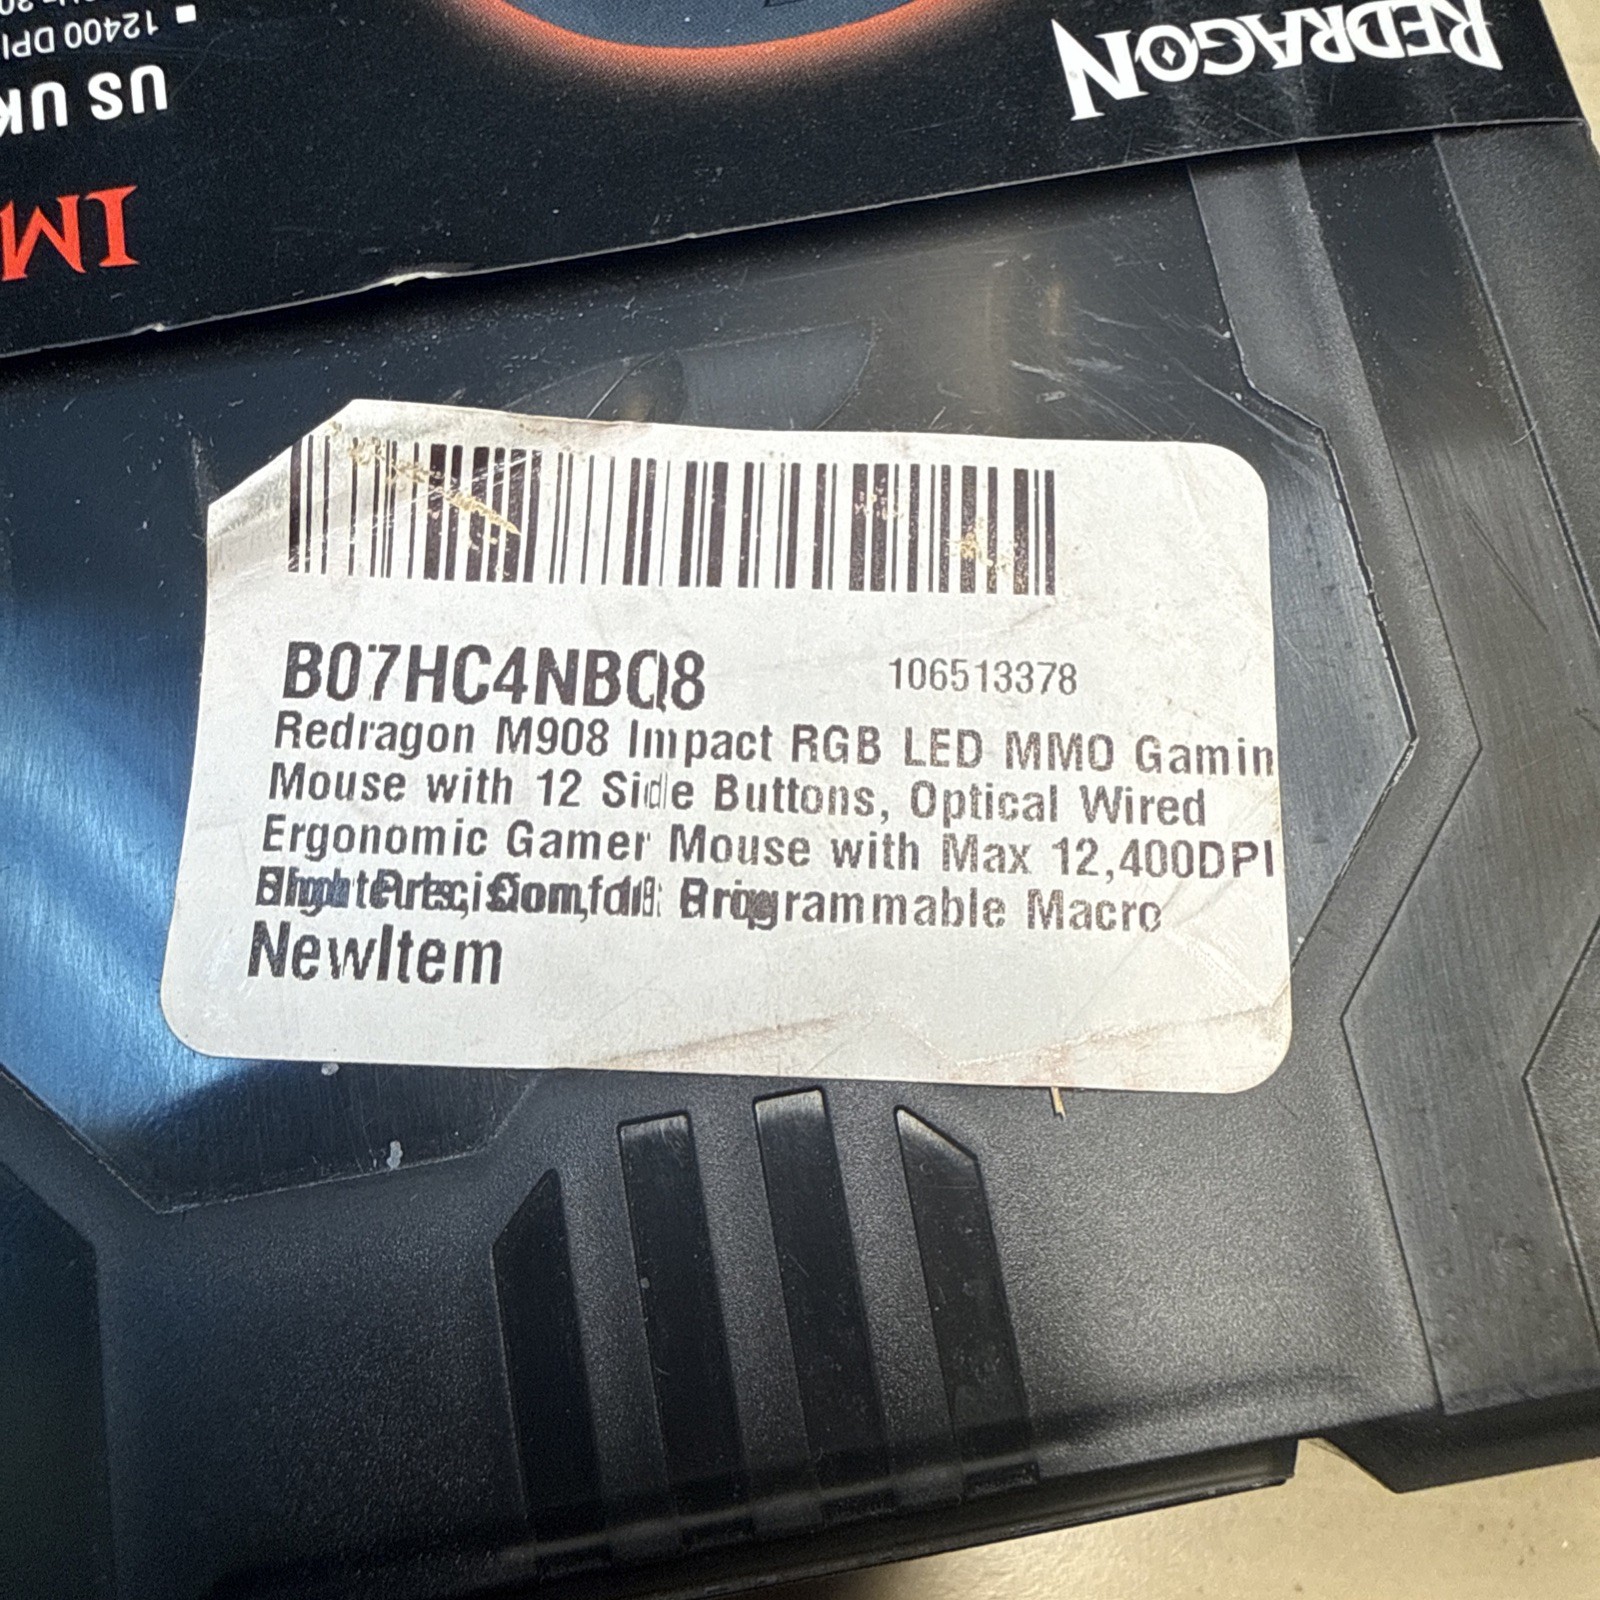 REDRAGON
12400 DPI
US UK
IM
B07HC4NBQ8 106513378
Redragon M908 Impact RGB LED MMO Gamin
Mouse with 12 Side Buttons, Optical Wired
Ergonomic Gamer Mouse with Max 12,400DPI
Programmable Macro
NewItem